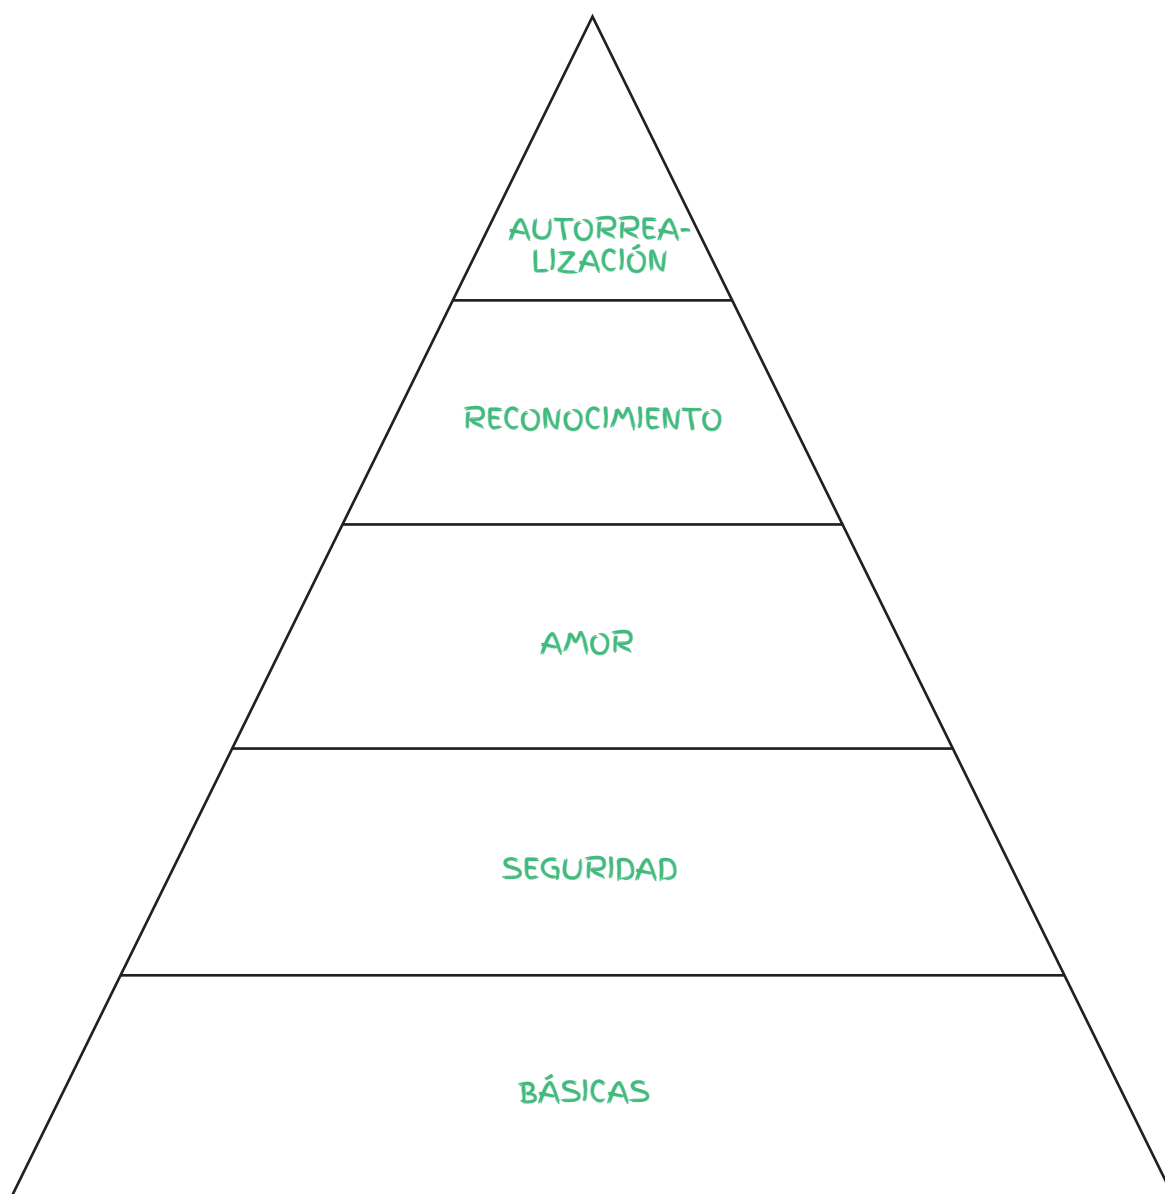 AUTORREA-
LIZACIÓN
RECONOCIMIENTO
AMOR
SEGURIDAD
BÁSICAS